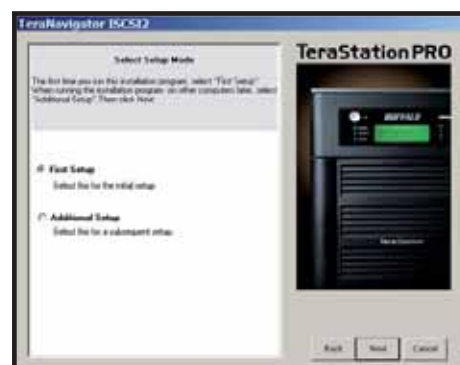 TeraNavigator ISCSI2
Select Setup Mode
The first time you run this installation program, select "First Setup".
When running the installation program on other computers later, select
"Additional Setup". Then click Next.
First Setup
Select this for the initial setup.
Additional Setup
Select this for a subsequent setup.
TeraStation PRO
BUFFALO
TeraStation
Back
Next
Cancel